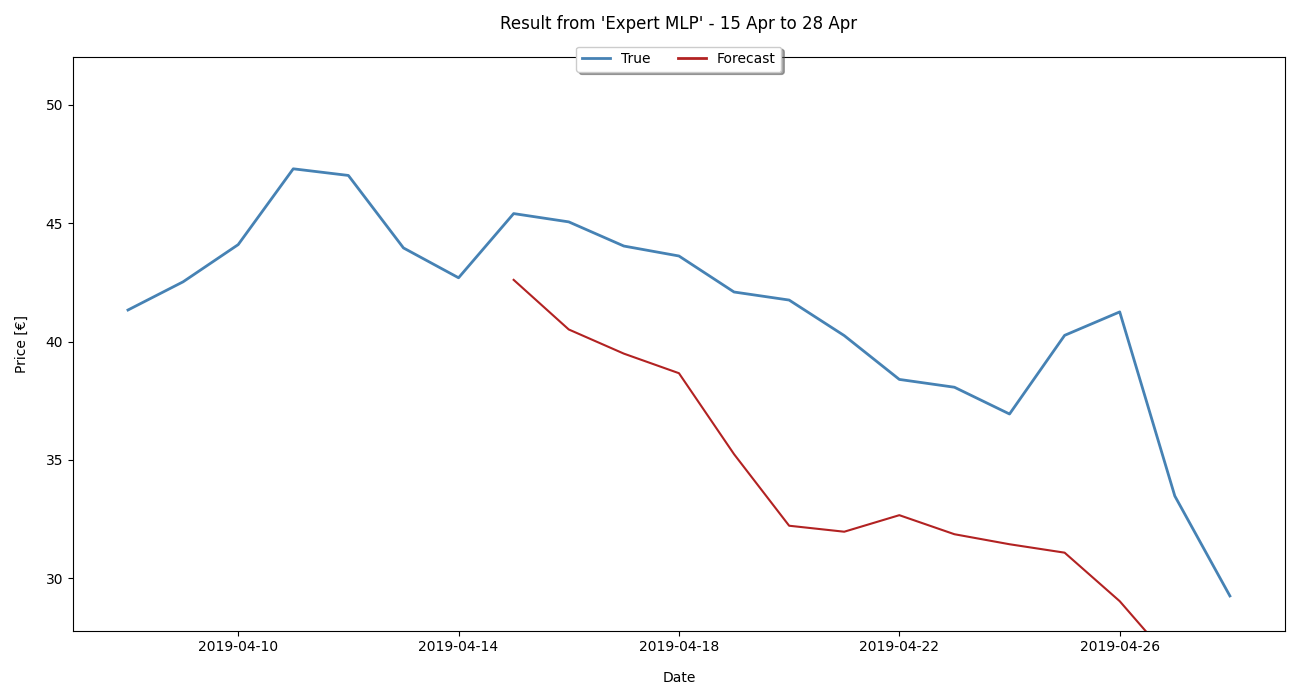 Result from 'Expert MLP' - 15 Apr to 28 Apr
True Forecast
Price [€]
50
45
40
35
30
2019-04-10 2019-04-14 2019-04-18 2019-04-22 2019-04-26
Date